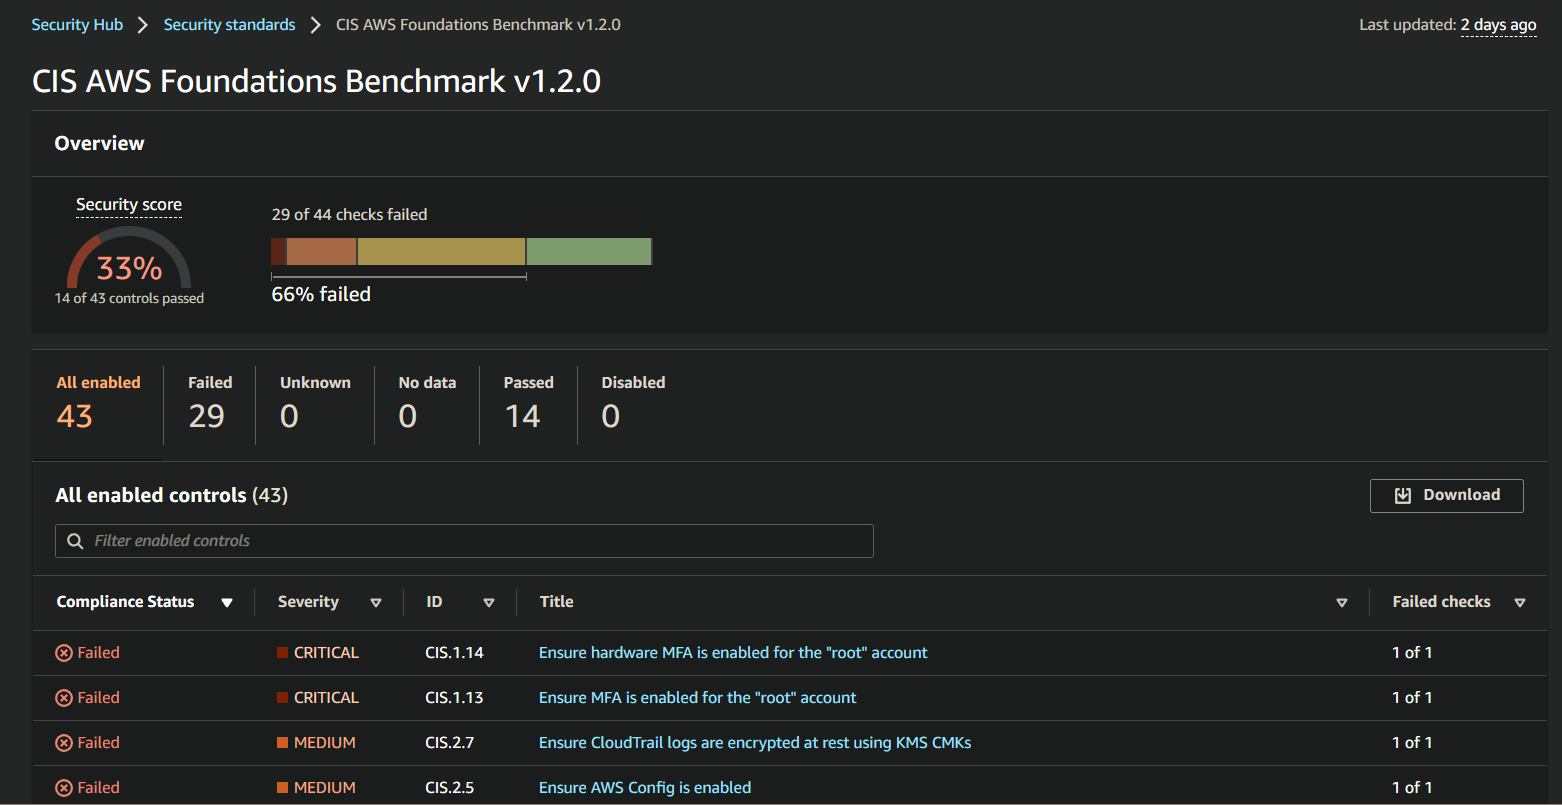 Security Hub > Security standards > CIS AWS Foundations Benchmark v1.2.0 Last updated: 2 days ago
CIS AWS Foundations Benchmark v1.2.0
Overview
Security score
33%
14 of 43 controls passed
29 of 44 checks failed
66% failed
All enabled
43
Failed
29
Unknown
0
No data
0
Passed
14
Disabled
0
All enabled controls (43)
Download
Filter enabled controls
Compliance Status Severity ID Title Failed checks
Failed CRITICAL CIS.1.14 Ensure hardware MFA is enabled for the "root" account 1 of 1
Failed CRITICAL CIS.1.13 Ensure MFA is enabled for the "root" account 1 of 1
Failed MEDIUM CIS.2.7 Ensure CloudTrail logs are encrypted at rest using KMS CMKs 1 of 1
Failed MEDIUM CIS.2.5 Ensure AWS Config is enabled 1 of 1